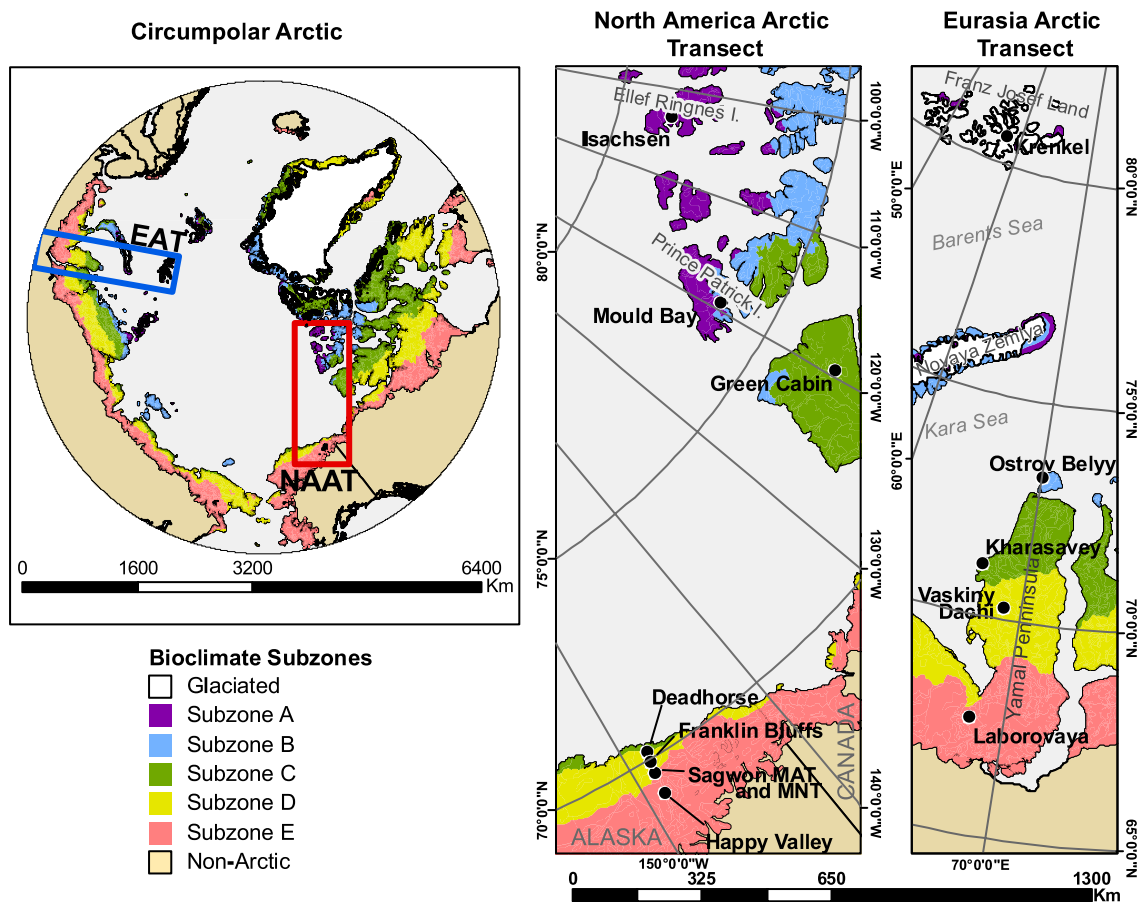 Circumpolar Arctic
North America Arctic
Transect
Eurasia Arctic
Transect
EAT
NAAT
0 1600 3200 6400
Km
Bioclimate Subzones
Glaciated
Subzone A
Subzone B
Subzone C
Subzone D
Subzone E
Non-Arctic
Ellef Ringnes I.
Isachsen
Prince Patrick I.
Mould Bay
Green Cabin
Deadhorse
Franklin Bluffs
Sagwon MAT
and MNT
Happy Valley
ALASKA
CANADA
80°0'0"N
75°0'0"N
70°0'0"N
150°0'0"W
100°0'0"W
110°0'0"W
120°0'0"W
130°0'0"W
140°0'0"W
Franz Josef Land
Krenkel
Barents Sea
Novaya Zemlya
Kara Sea
Ostrov Belyy
Kharasavey
Vaskiny
Dachi
Yamal Penninsula
Laborovaya
50°0'0"E
60°0'0"E
70°00'0"E
80°0'0"N
75°0'0"N
70°0'0"N
65°0'0"N
0 325 650 1300
Km